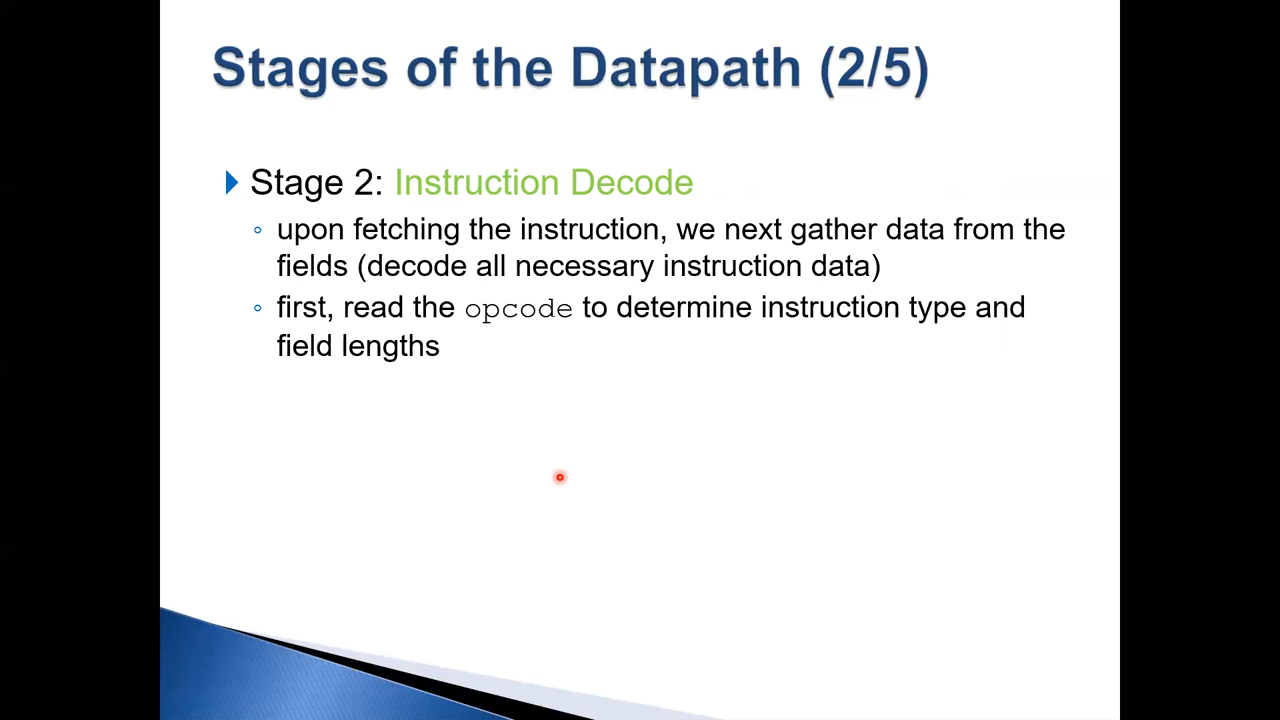 Stages of the Datapath (2/5)
Stage 2: Instruction Decode
upon fetching the instruction, we next gather data from the
fields (decode all necessary instruction data)
first, read the opcode to determine instruction type and
field lengths